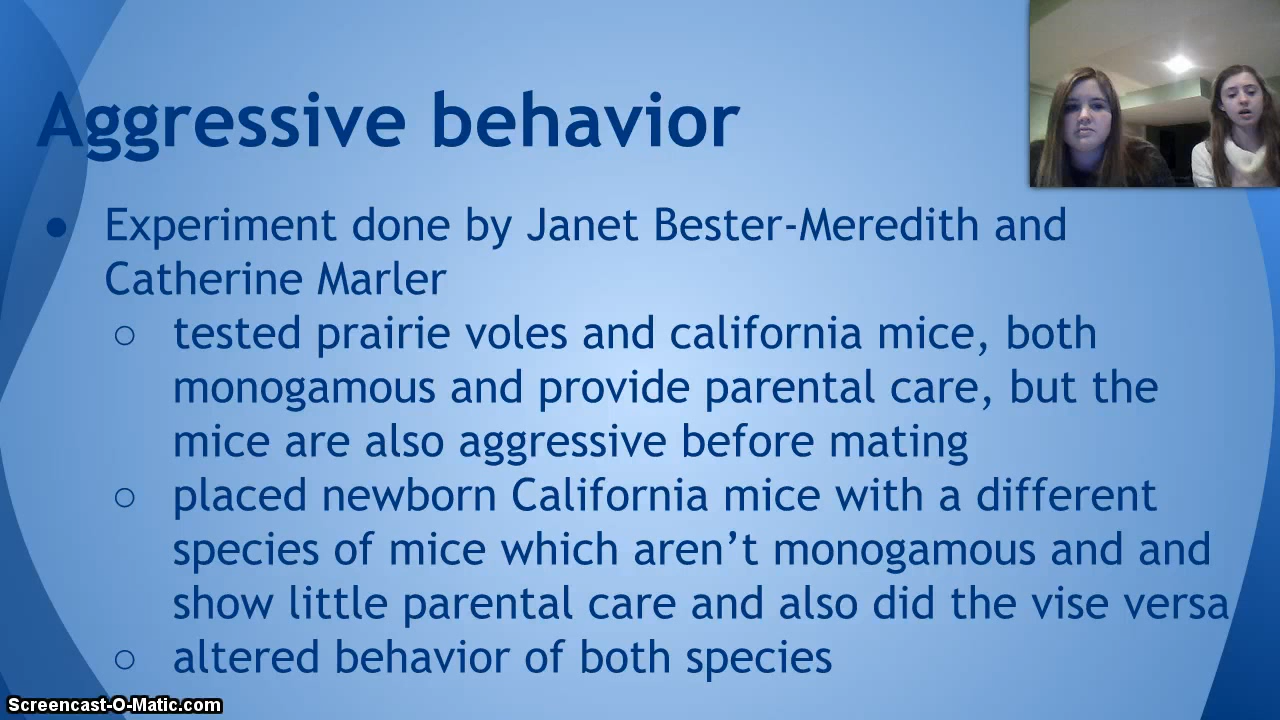 Aggressive behavior
● Experiment done by Janet Bester-Meredith and
Catherine Marler
○ tested prairie voles and california mice, both
monogamous and provide parental care, but the
mice are also aggressive before mating
○ placed newborn California mice with a different
species of mice which aren’t monogamous and and
show little parental care and also did the vise versa
○ altered behavior of both species
Screencast-O-Matic.com